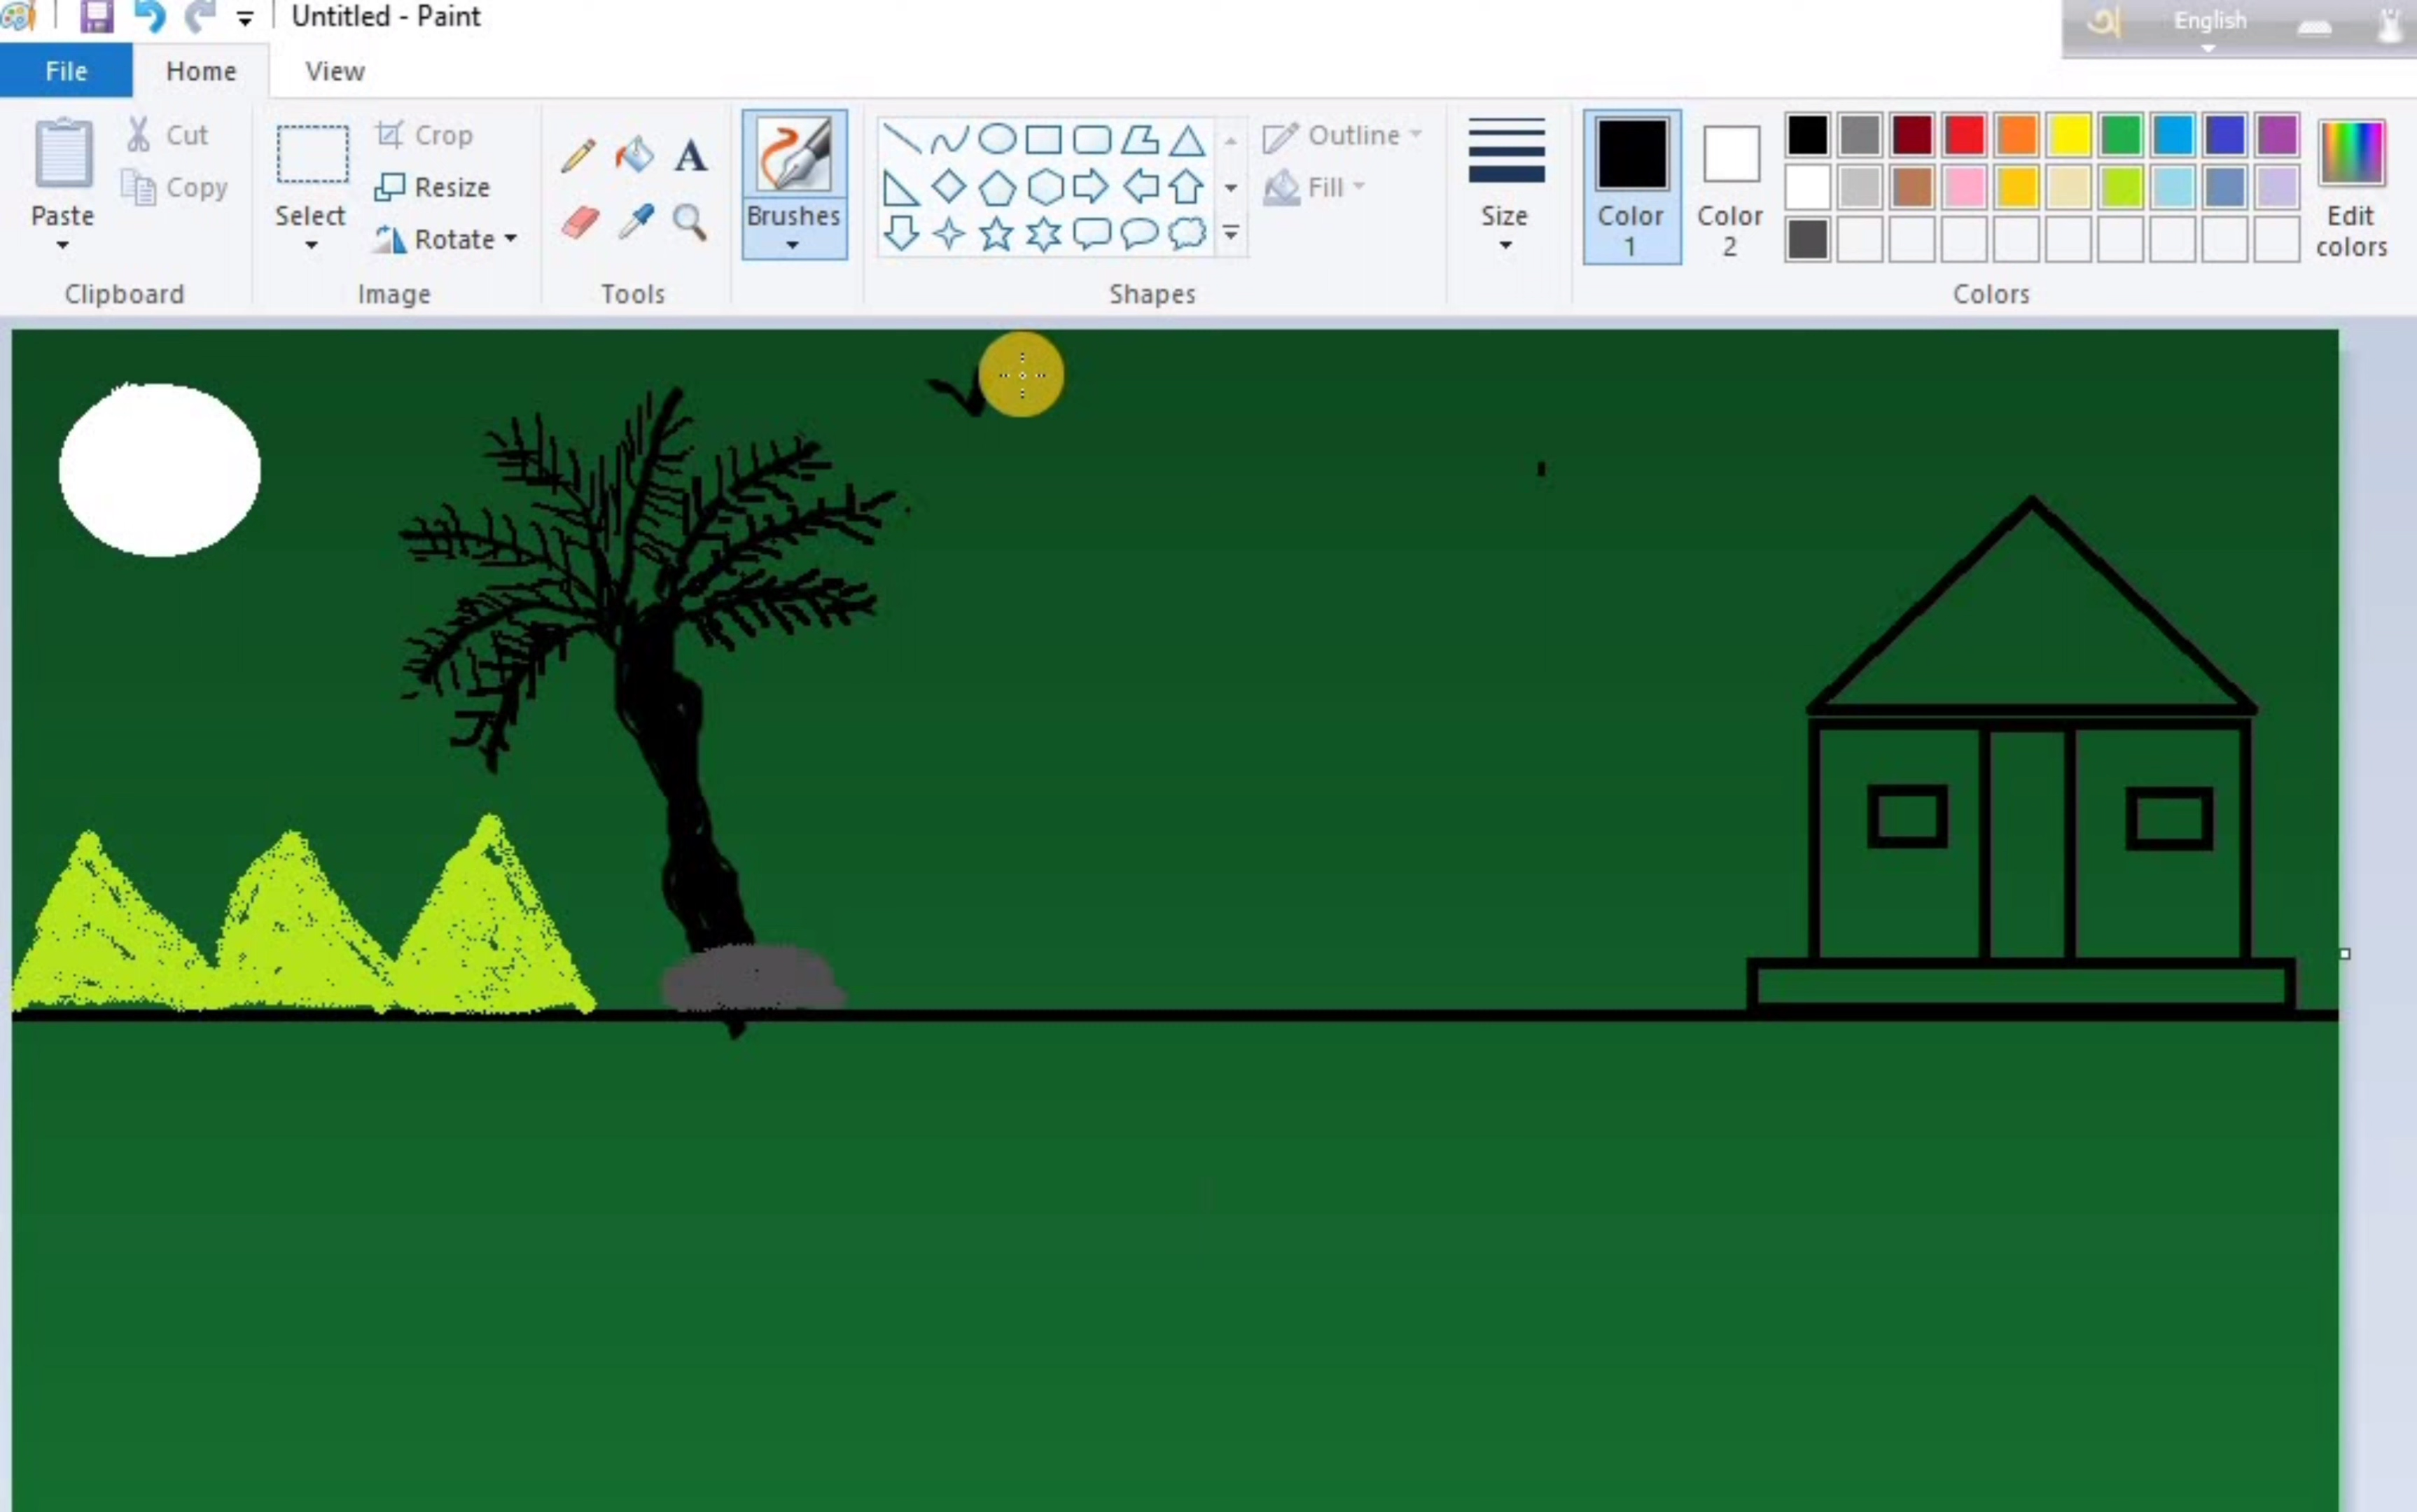 Untitled - Paint
অ English
File Home View
Cut
Copy
Paste
Crop
Resize
Rotate
Select
A
Brushes
Outline
Fill
Size
Color 1
Color 2
Edit colors
Clipboard Image Tools Shapes Colors